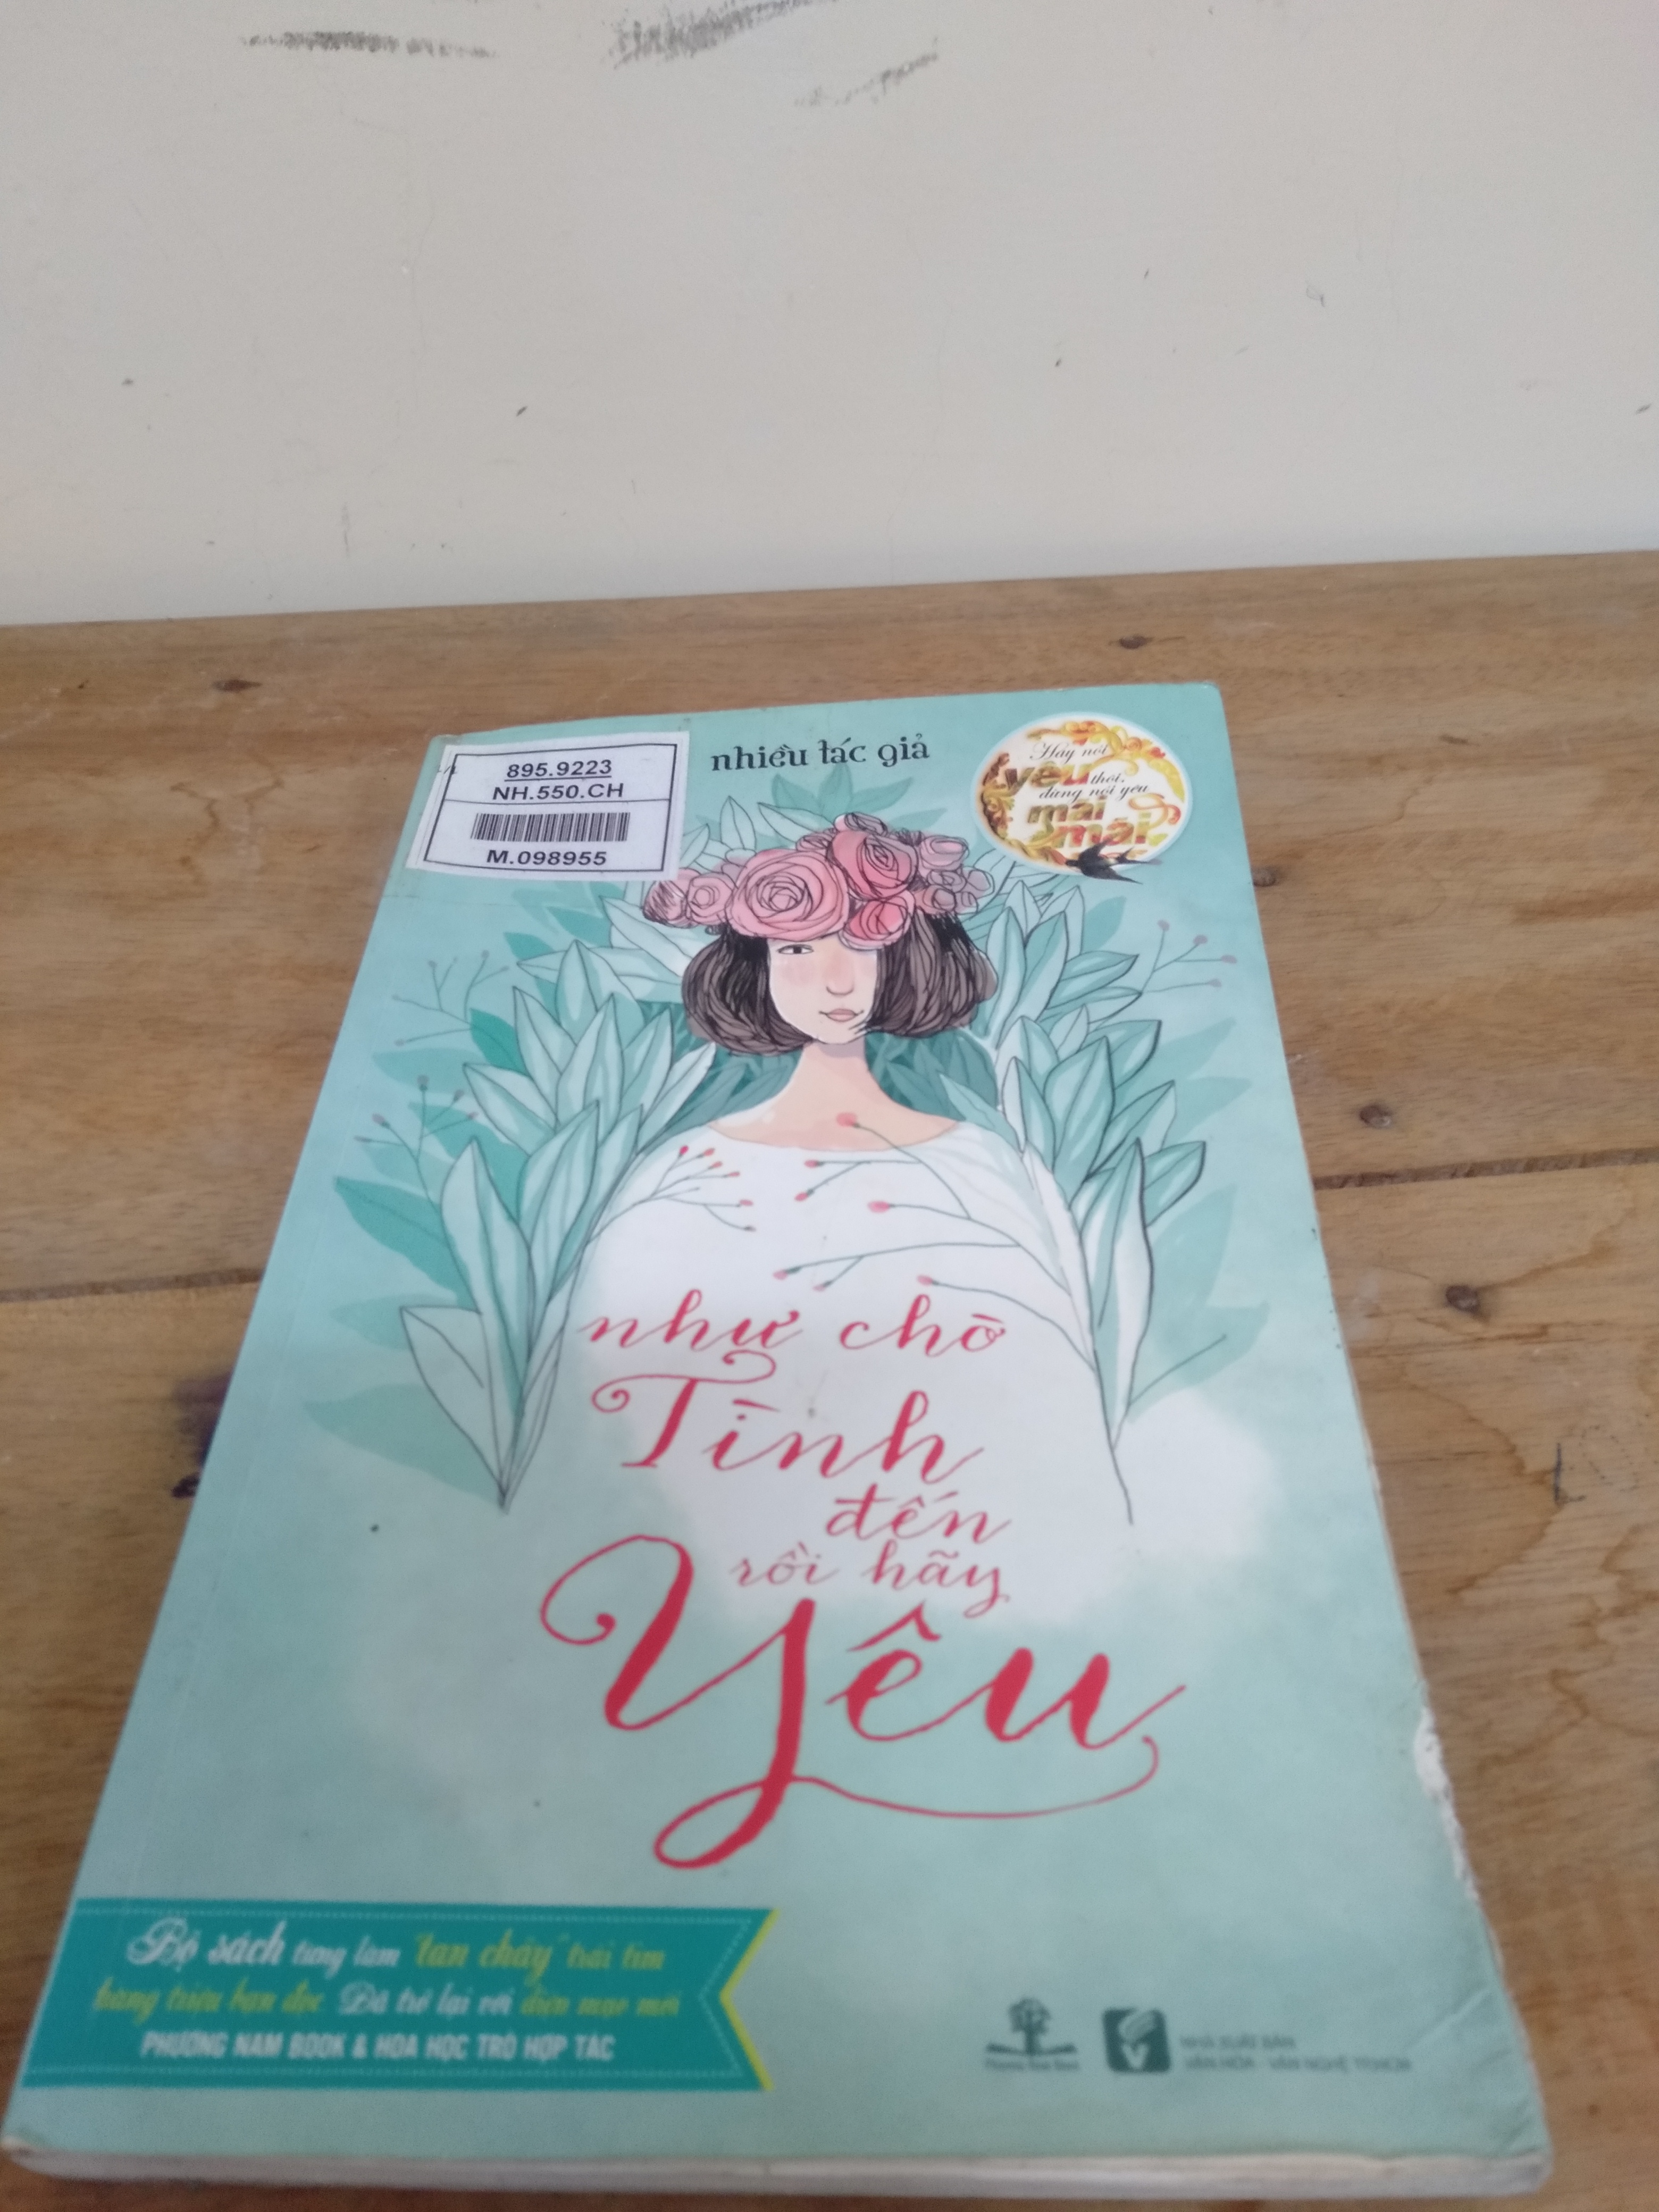 895.9223
NH.550.CH
M.098955
nhiều tác giả
Hãy nói
yêu thôi,
đừng nói yêu
mãi
mãi
như chờ
Tình
đến
rồi hãy
Yêu
Bộ sách từng làm "tan chảy" trái tim
hàng triệu bạn đọc Đã trở lại với diện mạo mới
PHƯƠNG NAM BOOK & HOA HỌC TRÒ HỢP TÁC
Phuong Nam Book
NHÀ XUẤT BẢN
VĂN HÓA - VĂN NGHỆ TP.HCM